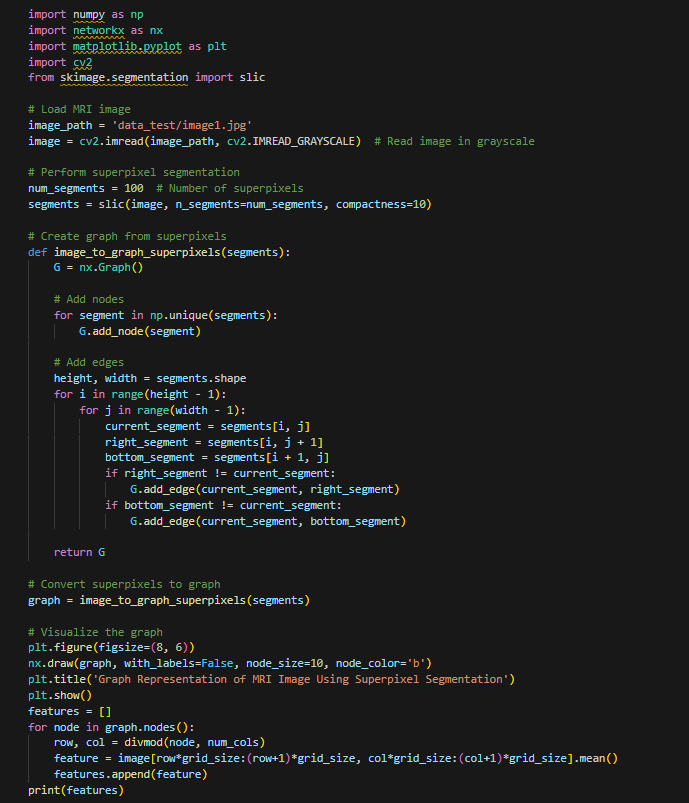 import numpy as np
import networkx as nx
import matplotlib.pyplot as plt
import cv2
from skimage.segmentation import slic

# Load MRI image
image_path = 'data_test/image1.jpg'
image = cv2.imread(image_path, cv2.IMREAD_GRAYSCALE)  # Read image in grayscale

# Perform superpixel segmentation
num_segments = 100  # Number of superpixels
segments = slic(image, n_segments=num_segments, compactness=10)

# Create graph from superpixels
def image_to_graph_superpixels(segments):
    G = nx.Graph()

    # Add nodes
    for segment in np.unique(segments):
        G.add_node(segment)

    # Add edges
    height, width = segments.shape
    for i in range(height - 1):
        for j in range(width - 1):
            current_segment = segments[i, j]
            right_segment = segments[i, j + 1]
            bottom_segment = segments[i + 1, j]
            if right_segment != current_segment:
                G.add_edge(current_segment, right_segment)
            if bottom_segment != current_segment:
                G.add_edge(current_segment, bottom_segment)

    return G

# Convert superpixels to graph
graph = image_to_graph_superpixels(segments)

# Visualize the graph
plt.figure(figsize=(8, 6))
nx.draw(graph, with_labels=False, node_size=10, node_color='b')
plt.title('Graph Representation of MRI Image Using Superpixel Segmentation')
plt.show()
features = []
for node in graph.nodes():
    row, col = divmod(node, num_cols)
    feature = image[row*grid_size:(row+1)*grid_size, col*grid_size:(col+1)*grid_size].mean()
    features.append(feature)
print(features)